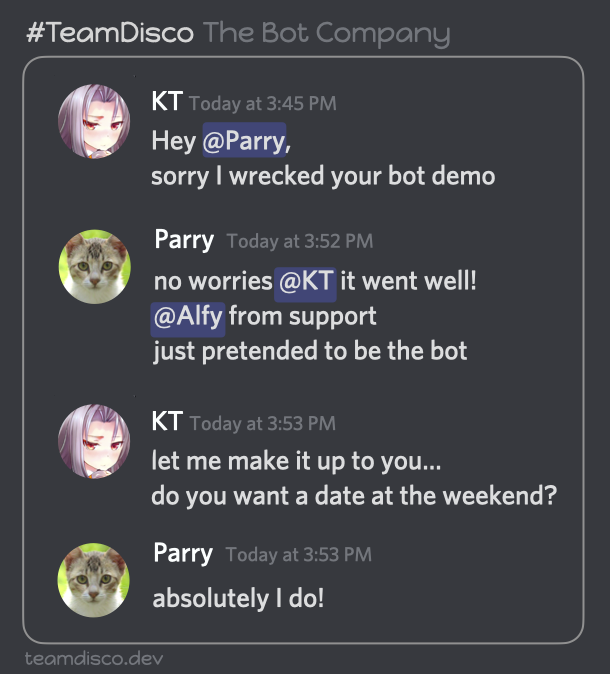 #TeamDisco The Bot Company
KT Today at 3:45 PM
Hey @Parry,
sorry I wrecked your bot demo
Parry Today at 3:52 PM
no worries @KT it went well!
@Alfy from support
just pretended to be the bot
KT Today at 3:53 PM
let me make it up to you...
do you want a date at the weekend?
Parry Today at 3:53 PM
absolutely I do!
teamdisco.dev